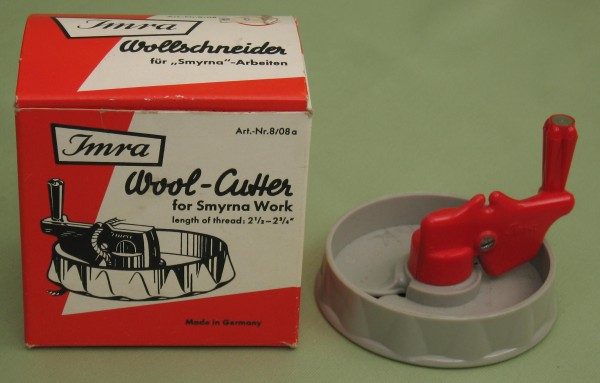 Imra
Wollschneider
für „Smyrna"-Arbeiten
Imra
Art.-Nr. 8/08 a
Wool-Cutter
for Smyrna Work
length of thread: 2½–2¾"
Imra
Made in Germany